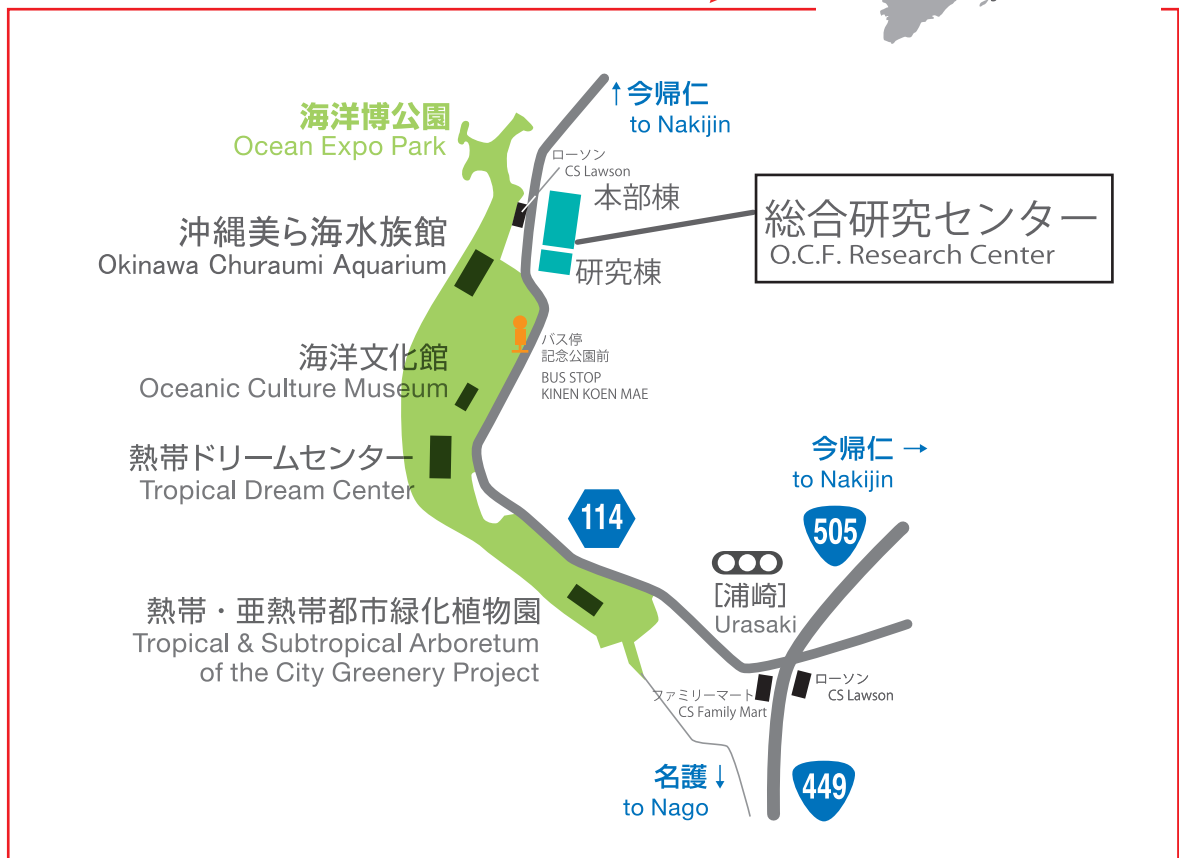 ↑今帰仁
to Nakijin
海洋博公園
Ocean Expo Park
ローソン
CS Lawson
本部棟
総合研究センター
O.C.F. Research Center
沖縄美ら海水族館
Okinawa Churaumi Aquarium
研究棟
バス停
記念公園前
BUS STOP
KINEN KOEN MAE
海洋文化館
Oceanic Culture Museum
熱帯ドリームセンター
Tropical Dream Center
今帰仁 →
to Nakijin
114
505
[浦崎]
Urasaki
熱帯・亜熱帯都市緑化植物園
Tropical & Subtropical Arboretum
of the City Greenery Project
ファミリーマート
CS Family Mart
ローソン
CS Lawson
名護↓
to Nago
449